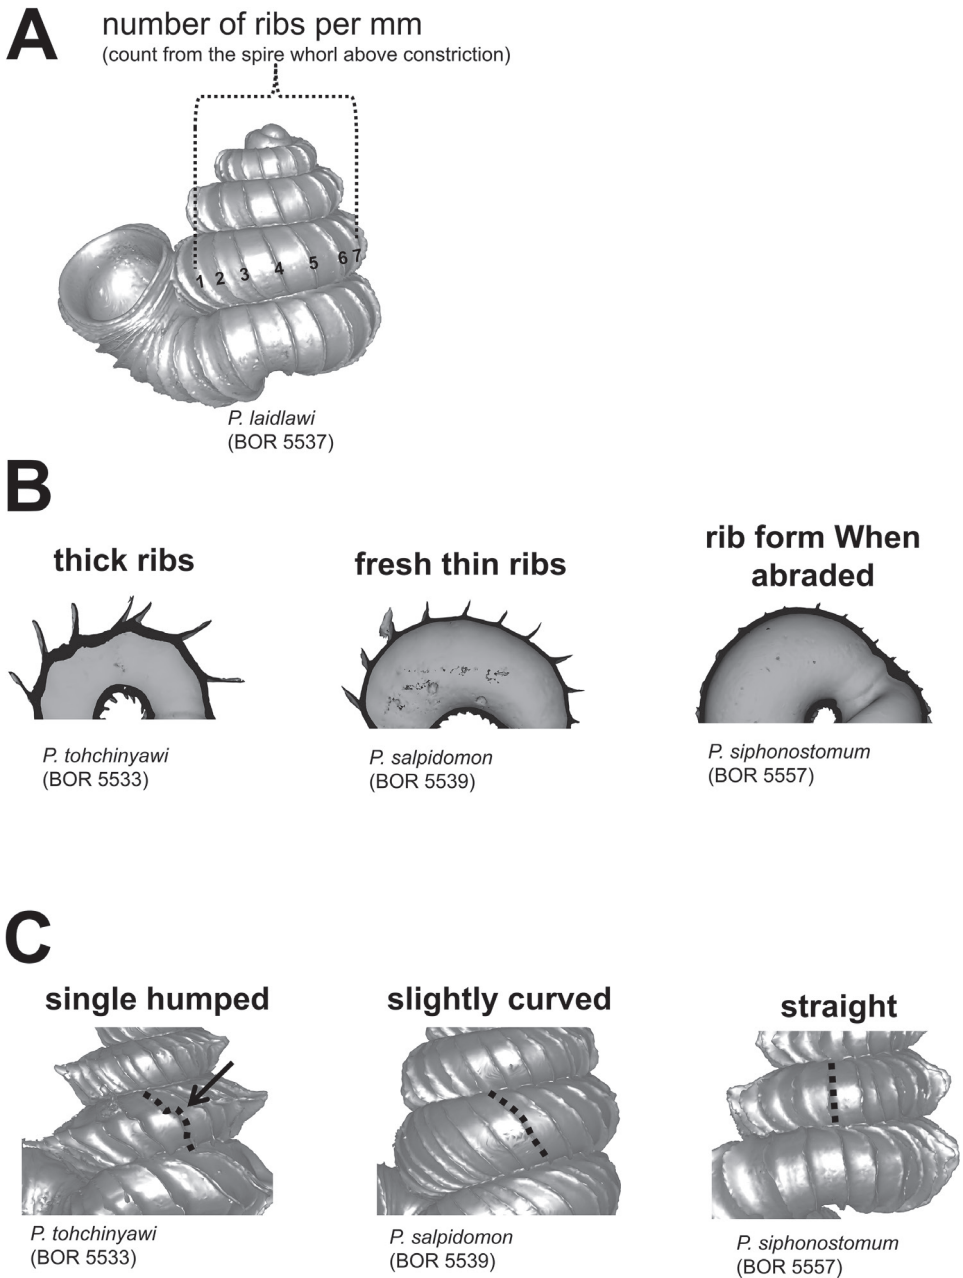 A
number of ribs per mm
(count from the spire whorl above constriction)
1 2 3 4 5 6 7
P. laidlawi
(BOR 5537)
B
thick ribs
fresh thin ribs
rib form When
abraded
P. tohchinyawi
(BOR 5533)
P. salpidomon
(BOR 5539)
P. siphonostomum
(BOR 5557)
C
single humped
slightly curved
straight
P. tohchinyawi
(BOR 5533)
P. salpidomon
(BOR 5539)
P. siphonostomum
(BOR 5557)